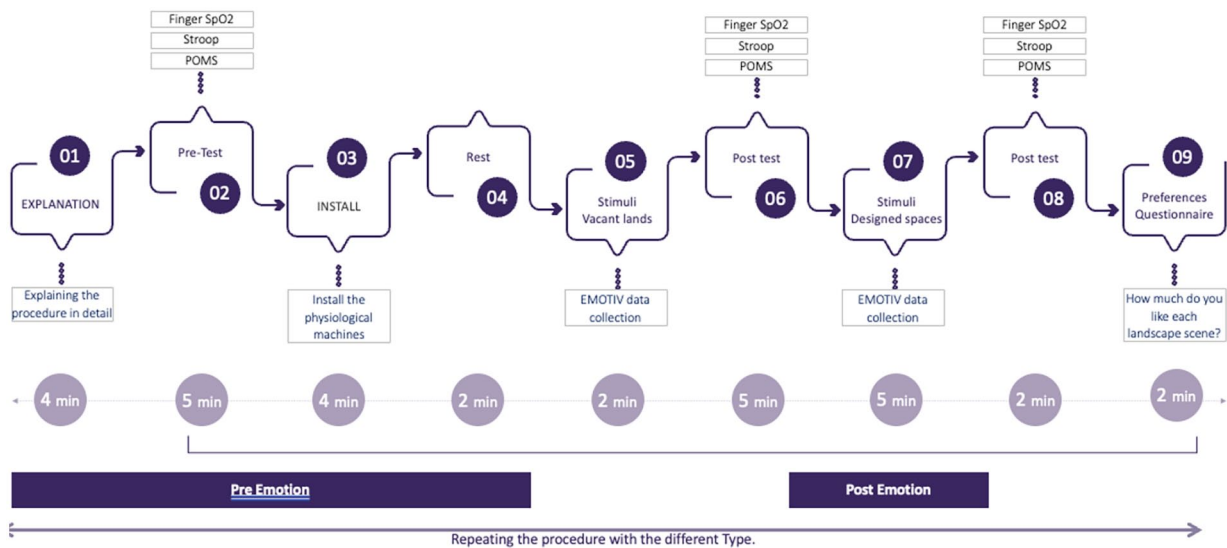 Finger SpO2
Stroop
POMS
Finger SpO2
Stroop
POMS
Finger SpO2
Stroop
POMS
01
EXPLANATION
Pre-Test
02
03
INSTALL
Rest
04
05
Stimuli
Vacant lands
Post test
06
07
Stimuli
Designed spaces
Post test
08
09
Preferences
Questionnaire
Explaining the
procedure in detail
Install the
physiological
machines
EMOTIV data
collection
EMOTIV data
collection
How much do you
like each
landscape scene?
4 min
5 min
4 min
2 min
2 min
5 min
5 min
2 min
2 min
Pre Emotion
Post Emotion
Repeating the procedure with the different Type.